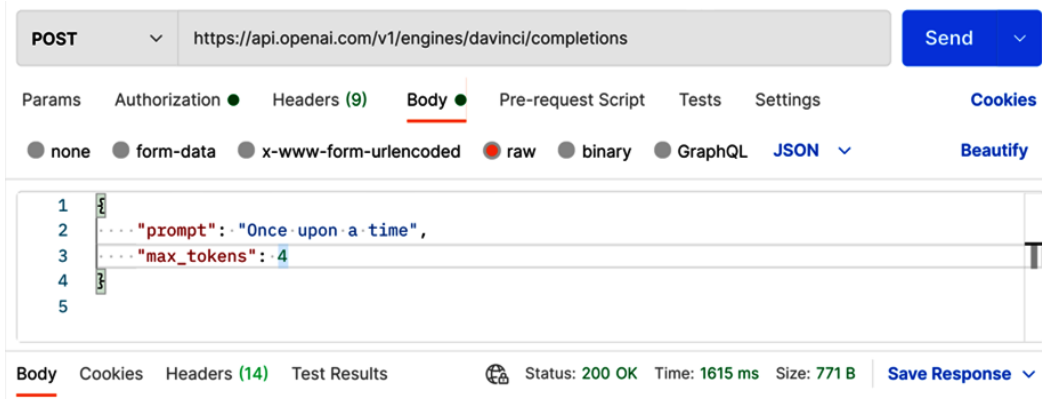 POST https://api.openai.com/v1/engines/davinci/completions Send
Params Authorization Headers (9) Body Pre-request Script Tests Settings Cookies
none form-data x-www-form-urlencoded raw binary GraphQL JSON Beautify
1 {
2 "prompt": "Once upon a time",
3 "max_tokens": 4
4 }
5
Body Cookies Headers (14) Test Results Status: 200 OK Time: 1615 ms Size: 771 B Save Response